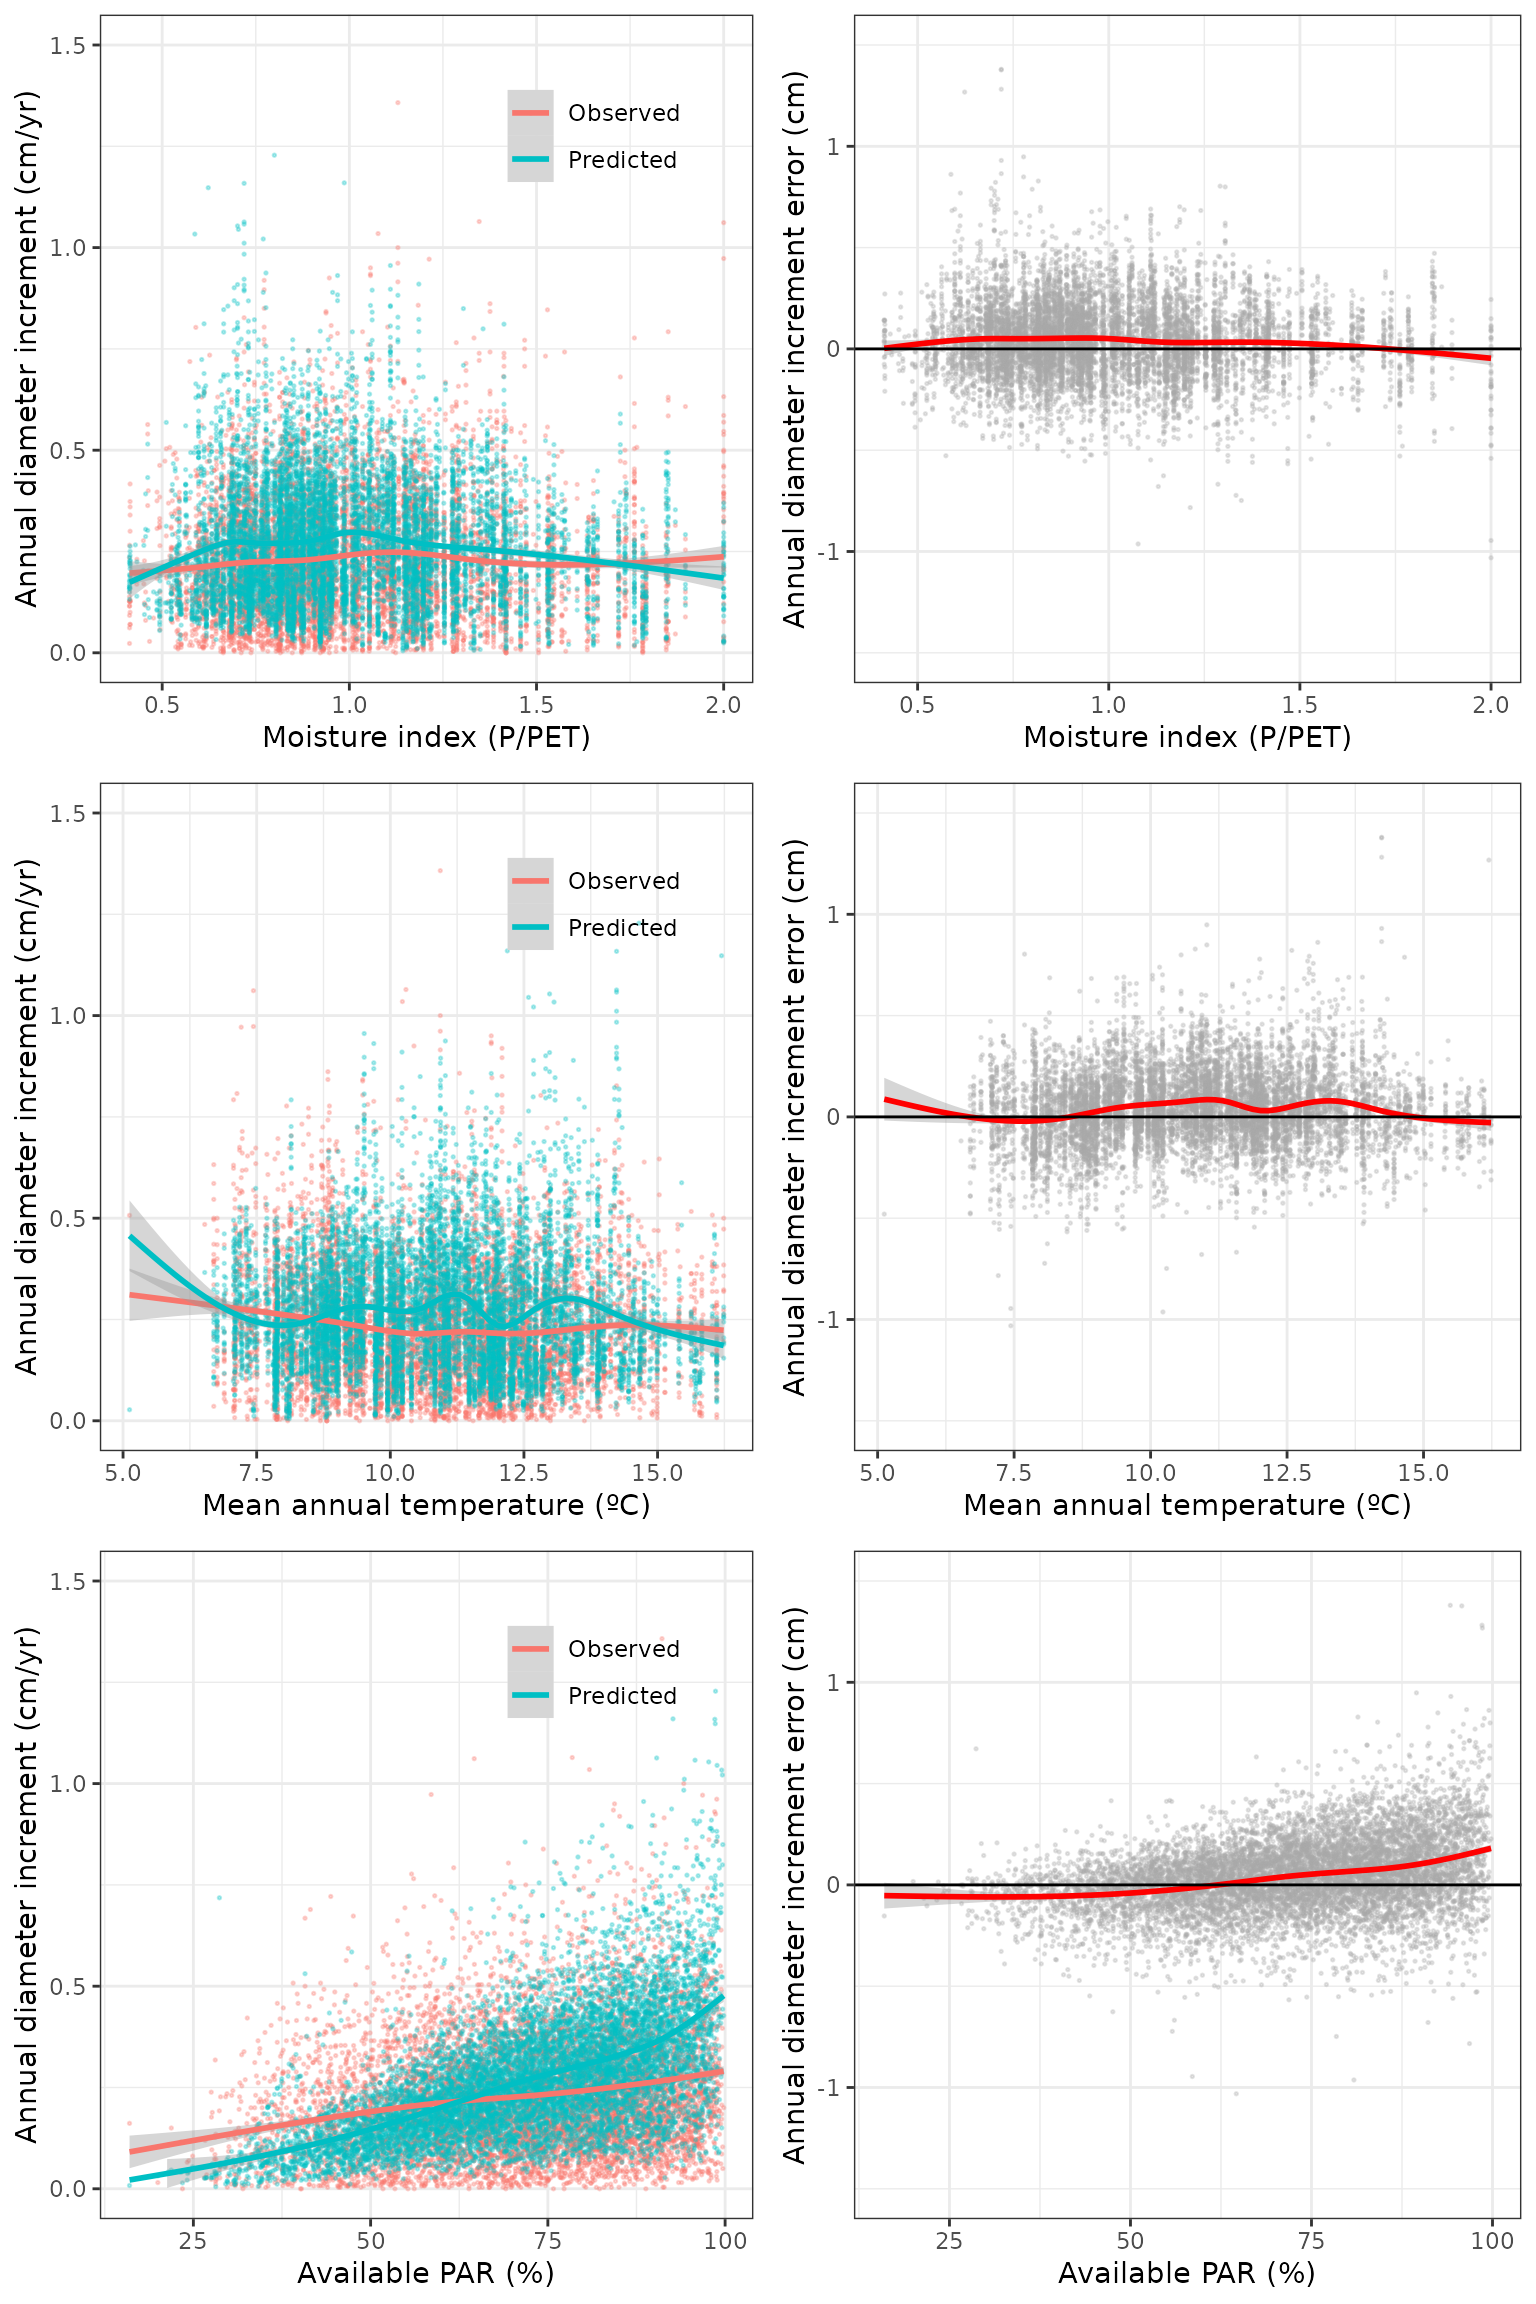 Annual diameter increment (cm/yr)
1.5
1.0
0.5
0.0
Observed
Predicted
0.5 1.0 1.5 2.0
Moisture index (P/PET)
Annual diameter increment error (cm)
1
0
-1
0.5 1.0 1.5 2.0
Moisture index (P/PET)
Annual diameter increment (cm/yr)
1.5
1.0
0.5
0.0
Observed
Predicted
5.0 7.5 10.0 12.5 15.0
Mean annual temperature (ºC)
Annual diameter increment error (cm)
1
0
-1
5.0 7.5 10.0 12.5 15.0
Mean annual temperature (ºC)
Annual diameter increment (cm/yr)
1.5
1.0
0.5
0.0
Observed
Predicted
25 50 75 100
Available PAR (%)
Annual diameter increment error (cm)
1
0
-1
25 50 75 100
Available PAR (%)